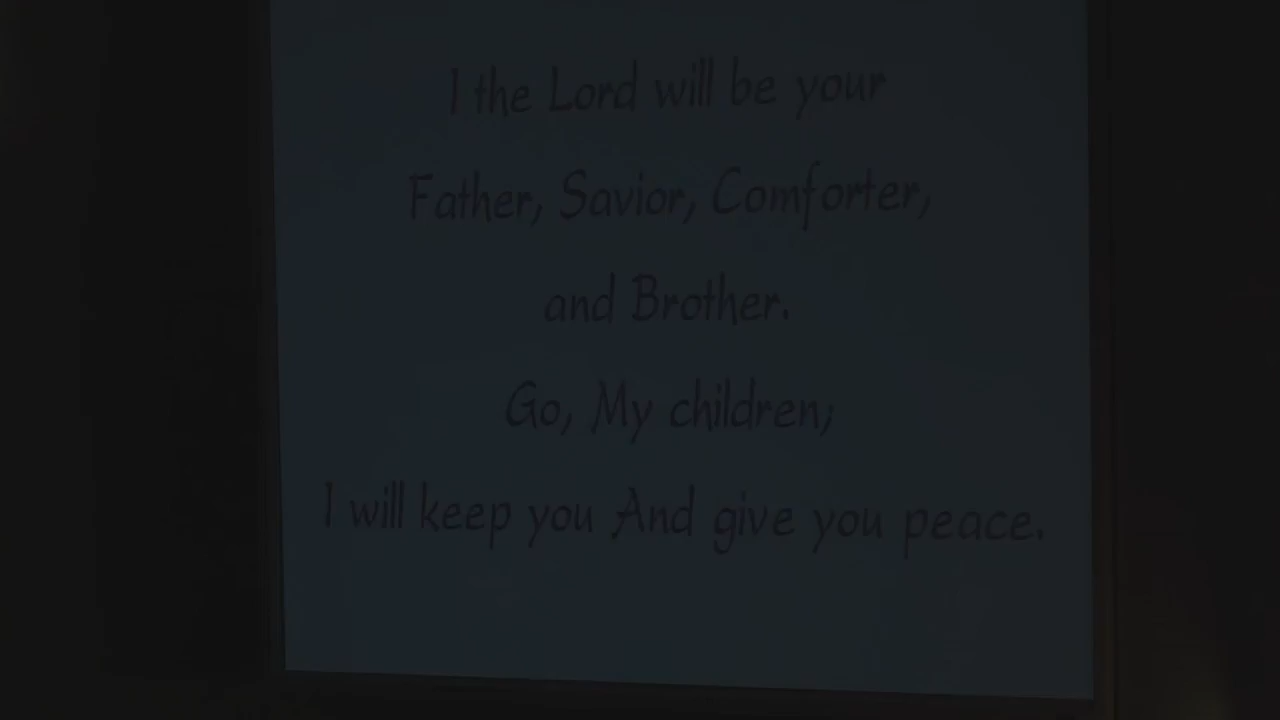 I the Lord will be your
Father, Savior, Comforter,
and Brother.
Go, My children;
I will keep you And give you peace.